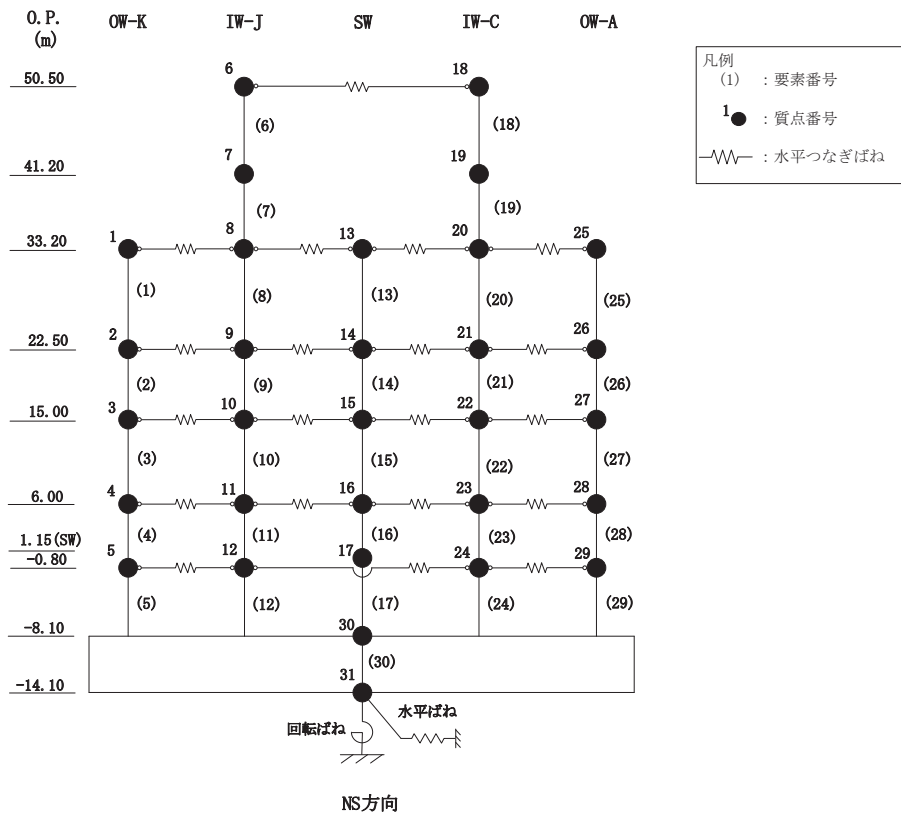 O.P.
(m)
OW-K IW-J SW IW-C OW-A
凡例
(1) : 要素番号
1 : 質点番号
: 水平つなぎばね
50.50 6 18
(6) (18)
41.20 7 19
(7) (19)
33.20 1 8 13 20 25
(1) (8) (13) (20) (25)
22.50 2 9 14 21 26
(2) (9) (14) (21) (26)
15.00 3 10 15 22 27
(3) (10) (15) (22) (27)
6.00 4 11 16 23 28
(4) (11) (16) (23) (28)
1.15(SW) 17
-0.80 5 12 24 29
(5) (12) (17) (24) (29)
-8.10 30
(30)
-14.10 31
水平ばね
回転ばね
NS方向